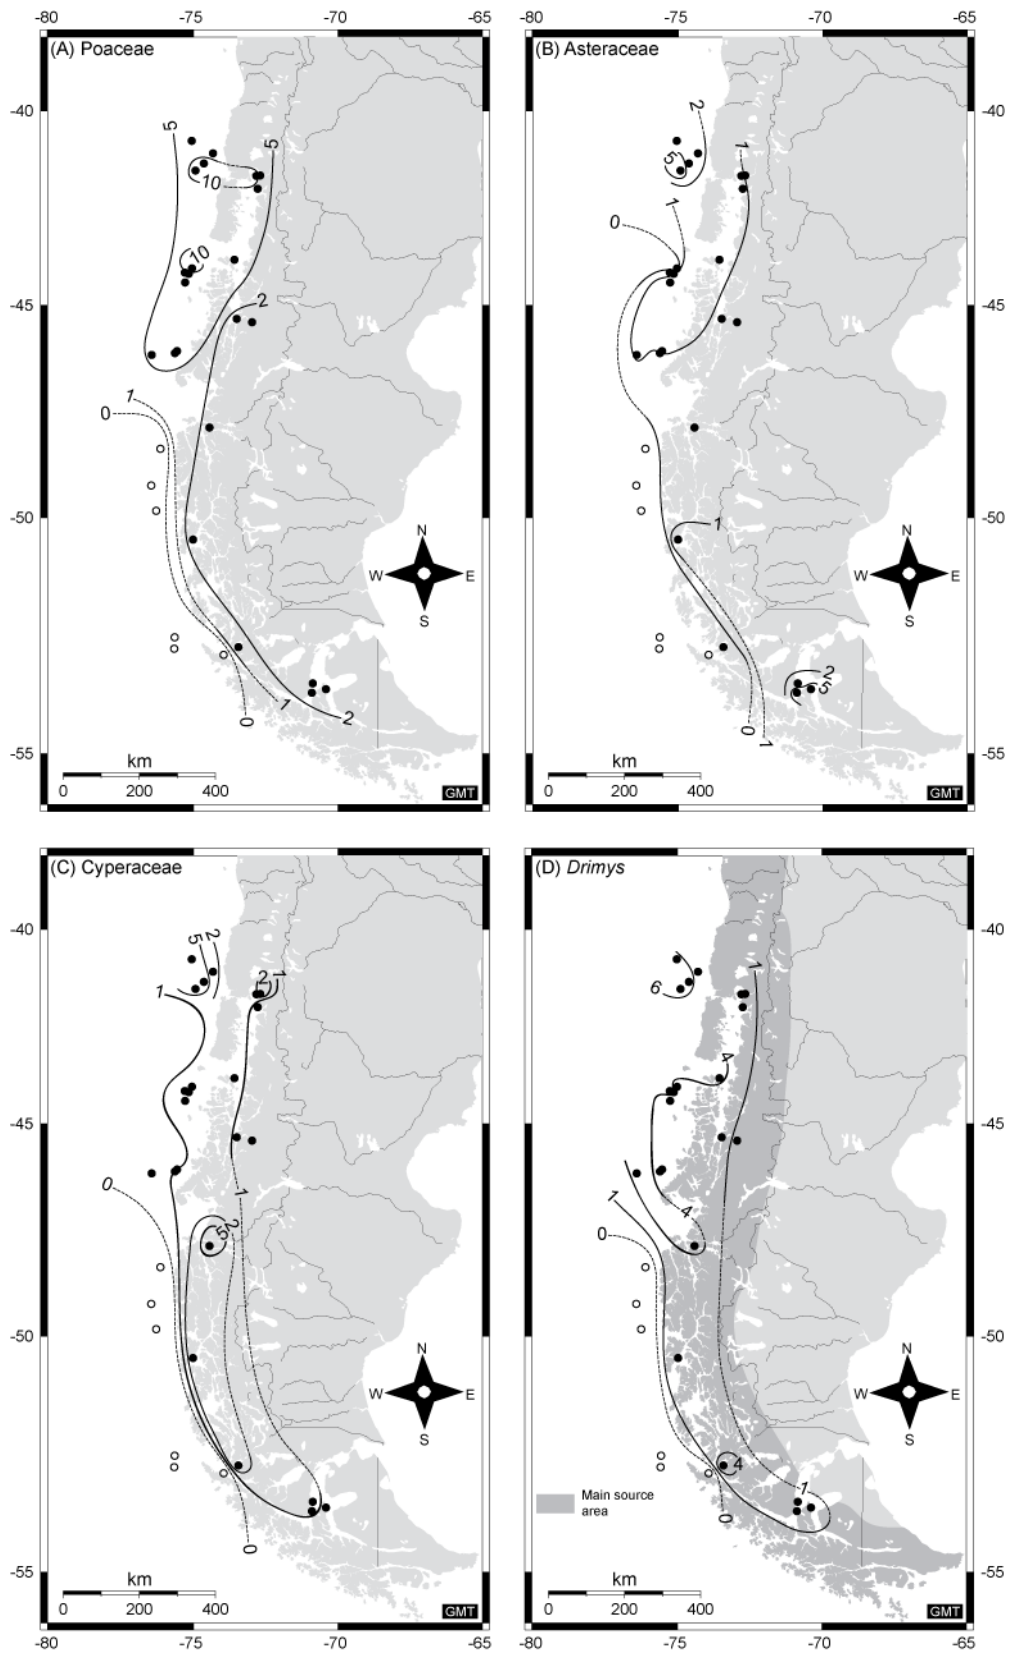 -80 -75 -70 -65 -80 -75 -70 -65
(A) Poaceae
(B) Asteraceae
-40
-45
-50
-55
-40
-45
-50
-55
5
5
10
10
2
1
0
1
2
0
N
W E
S
km
0 200 400
GMT
2
5
1
1
0
1
2
5
0
1
N
W E
S
km
0 200 400
GMT
(C) Cyperaceae
(D) Drimys
-40
-45
-50
-55
-40
-45
-50
-55
5
2
1
2
1
0
1
5
2
0
N
W E
S
km
0 200 400
GMT
6
1
4
1
4
0
4
1
0
N
W E
S
Main source
area
km
0 200 400
GMT
-80 -75 -70 -65 -80 -75 -70 -65